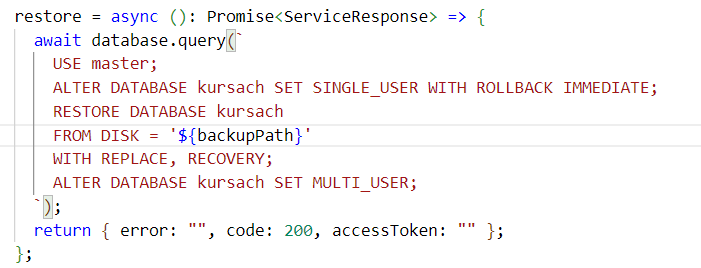 restore = async (): Promise<ServiceResponse> => {
  await database.query(`
    USE master;
    ALTER DATABASE kursach SET SINGLE_USER WITH ROLLBACK IMMEDIATE;
    RESTORE DATABASE kursach
    FROM DISK = '${backupPath}'
    WITH REPLACE, RECOVERY;
    ALTER DATABASE kursach SET MULTI_USER;
  `);
  return { error: "", code: 200, accessToken: "" };
};